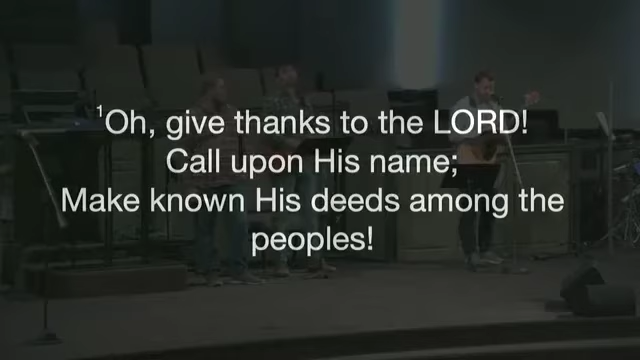 ¹Oh, give thanks to the LORD!
Call upon His name;
Make known His deeds among the
peoples!